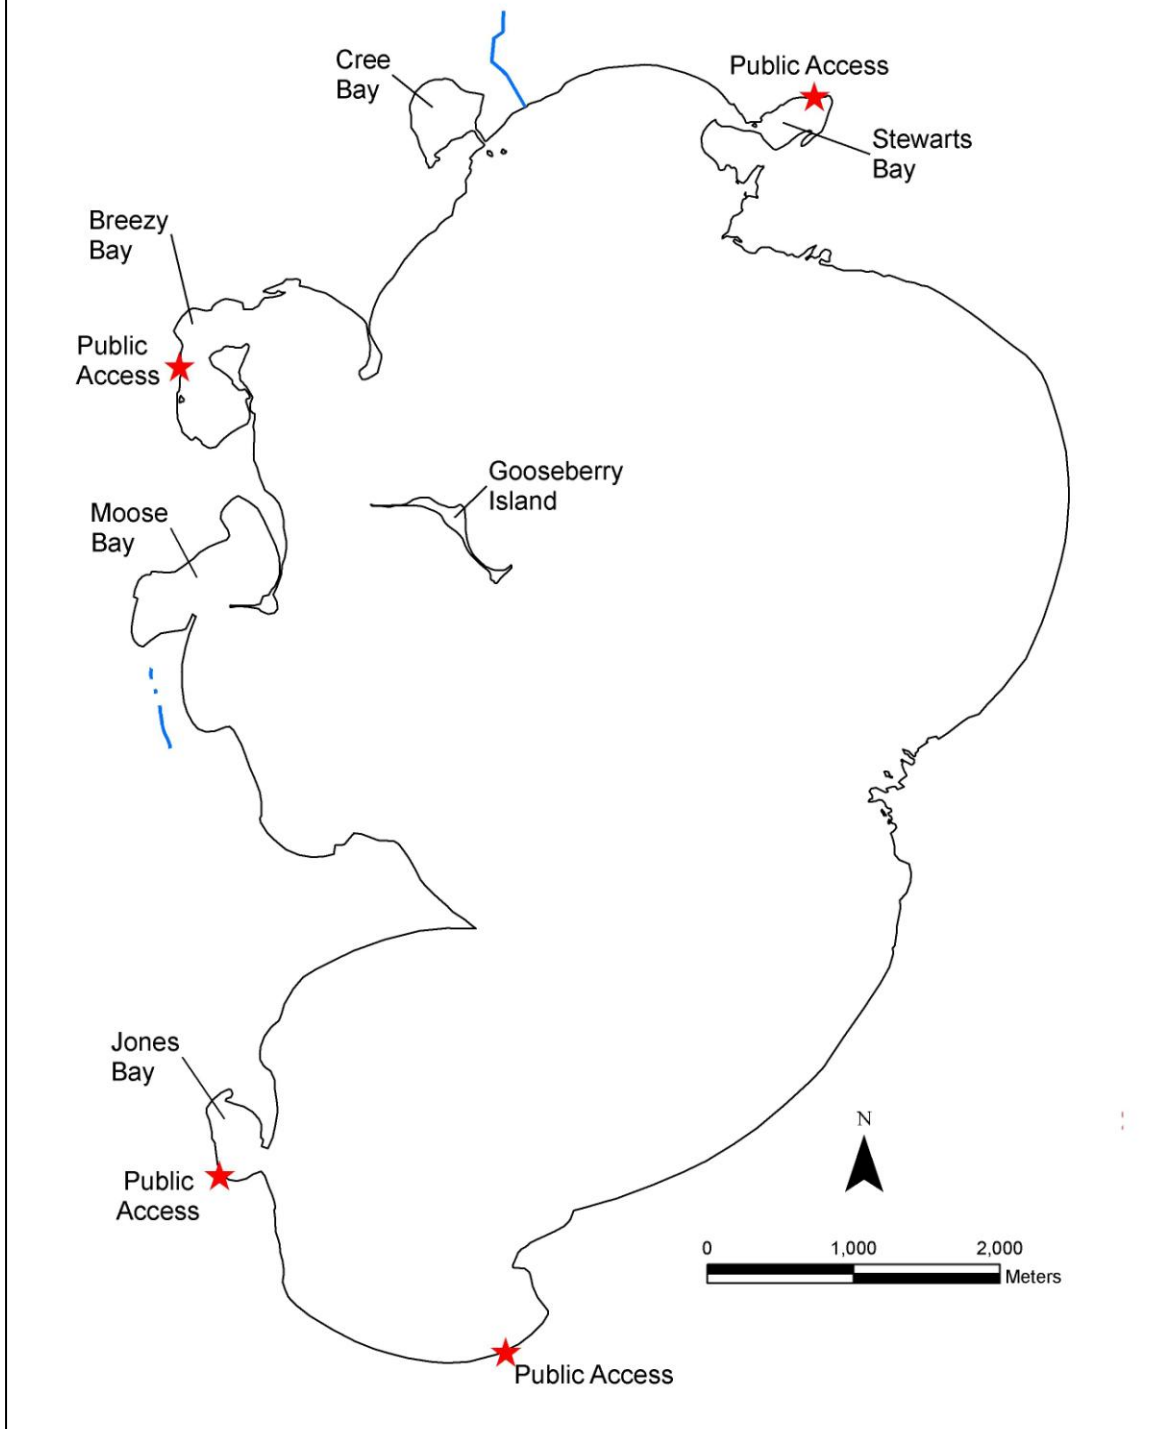 Cree
Bay
Public Access
Stewarts
Bay
Breezy
Bay
Public
Access
Gooseberry
Island
Moose
Bay
Jones
Bay
N
Public
Access
0 1,000 2,000
Meters
Public Access